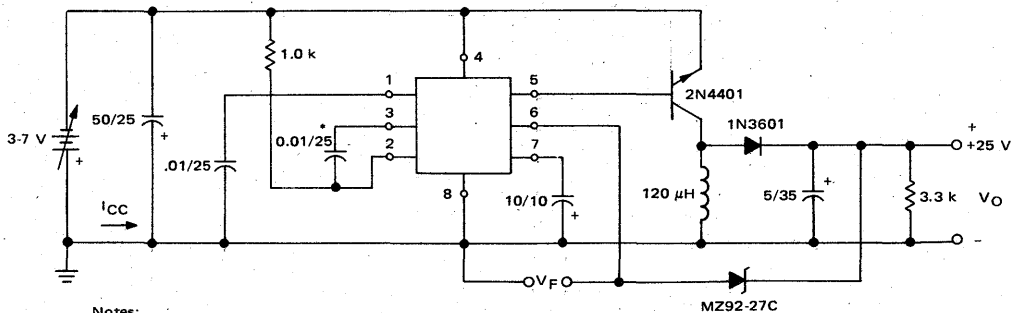 1.0 k
4
1
5
2N4401
3
6
1N3601
50/25
+
*
0.01/25
2
7
+
+25 V
3-7 V
+
.01/25
8
10/10
+
120 µH
5/35
+
3.3 k
VO
ICC
-
VF
MZ92-27C
Notes: